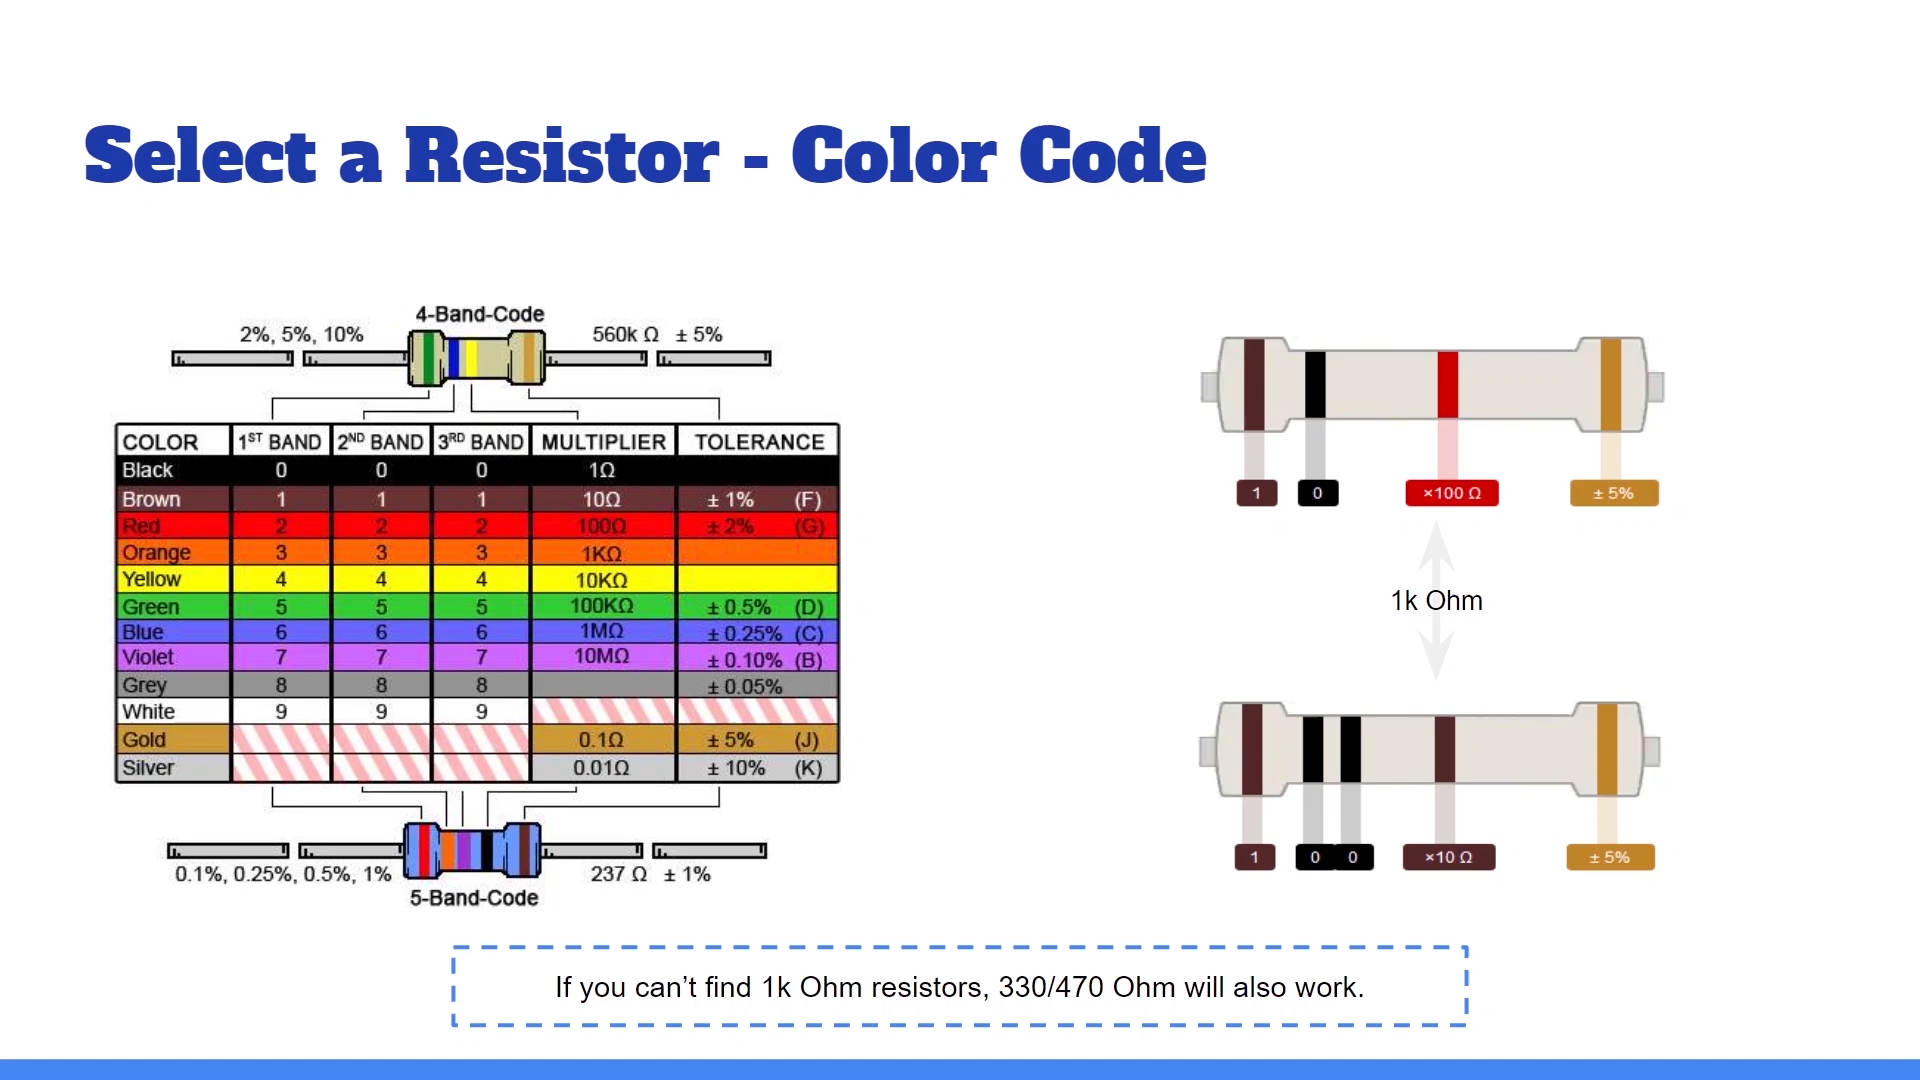 Select a Resistor - Color Code
4-Band-Code
2%, 5%, 10%
560k Ω ± 5%
COLOR 1ST BAND 2ND BAND 3RD BAND MULTIPLIER TOLERANCE
Black 0 0 0 1Ω
Brown 1 1 1 10Ω ± 1% (F)
Red 2 2 2 100Ω ± 2% (G)
Orange 3 3 3 1KΩ
Yellow 4 4 4 10KΩ
Green 5 5 5 100KΩ ± 0.5% (D)
Blue 6 6 6 1MΩ ± 0.25% (C)
Violet 7 7 7 10MΩ ± 0.10% (B)
Grey 8 8 8 ± 0.05%
White 9 9 9
Gold 0.1Ω ± 5% (J)
Silver 0.01Ω ± 10% (K)
0.1%, 0.25%, 0.5%, 1%
237 Ω ± 1%
5-Band-Code
1 0 ×100 Ω ± 5%
1k Ohm
1 0 0 ×10 Ω ± 5%
If you can’t find 1k Ohm resistors, 330/470 Ohm will also work.